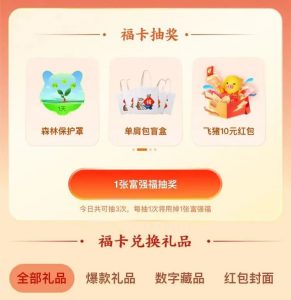 福卡抽奖
1天
森林保护罩
单肩包盲盒
飞猪10元红包
1张富强福抽奖
今日共可抽3次，每抽1次将用掉1张富强福
福卡兑换礼品
全部礼品
爆款礼品
数字藏品
红包封面